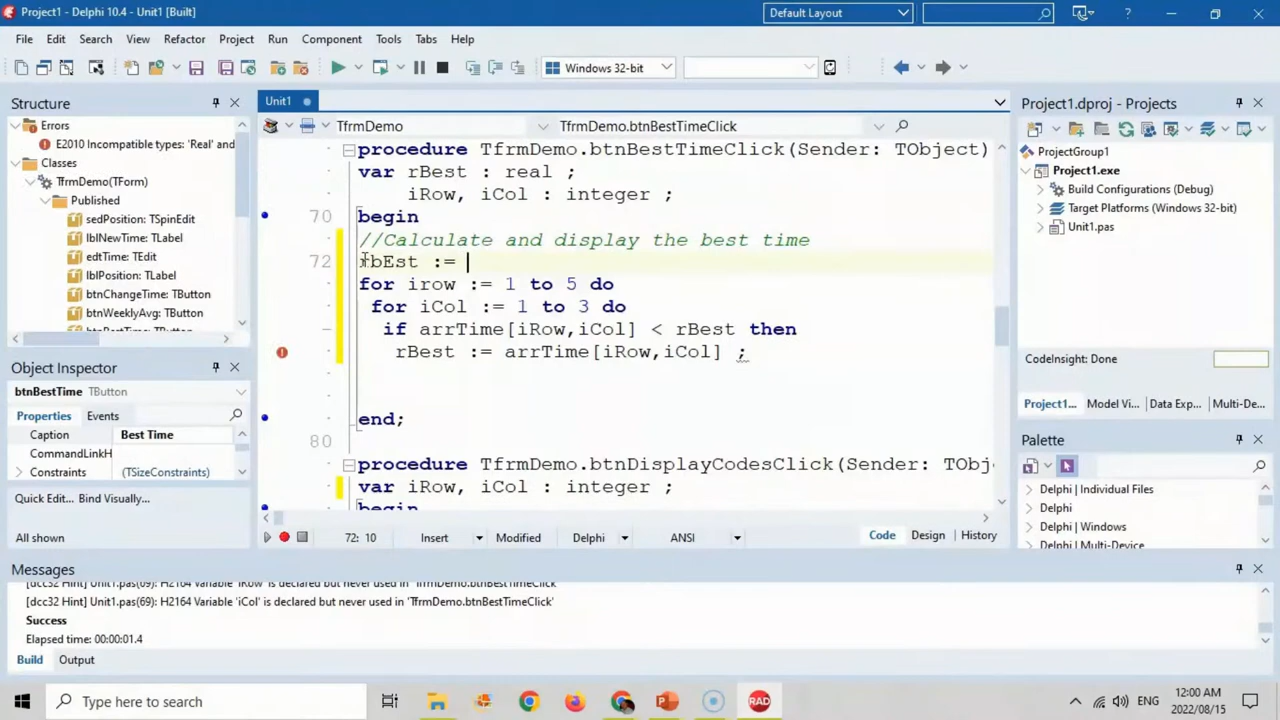 Project1 - Delphi 10.4 - Unit1 [Built]
Default Layout
?
File Edit Search View Refactor Project Run Component Tools Tabs Help
Windows 32-bit
Structure
Errors
E2010 Incompatible types: 'Real' and
Classes
TfrmDemo(TForm)
Published
sedPosition: TSpinEdit
lblNewTime: TLabel
edtTime: TEdit
lblPosition: TLabel
btnChangeTime: TButton
btnWeeklyAvg: TButton
Object Inspector
btnBestTime TButton
Properties Events
Caption Best Time
CommandLinkH
Constraints (TSizeConstraints)
Quick Edit... Bind Visually...
All shown
Unit1
TfrmDemo TfrmDemo.btnBestTimeClick
procedure TfrmDemo.btnBestTimeClick(Sender: TObject)
var rBest : real ;
iRow, iCol : integer ;
70 begin
//Calculate and display the best time
72 rbEst :=
for irow := 1 to 5 do
for iCol := 1 to 3 do
if arrTime[iRow,iCol] < rBest then
rBest := arrTime[iRow,iCol] ;
end;
80
procedure TfrmDemo.btnDisplayCodesClick(Sender: TObj
var iRow, iCol : integer ;
begin
72: 10 Insert Modified Delphi ANSI Code Design History
Project1.dproj - Projects
ProjectGroup1
Project1.exe
Build Configurations (Debug)
Target Platforms (Windows 32-bit)
Unit1.pas
CodeInsight: Done
Project1... Model Vi... Data Exp... Multi-De...
Palette
Delphi | Individual Files
Delphi
Delphi | Windows
Delphi | Multi-Device
Messages
[dcc32 Hint] Unit1.pas(69): H2164 Variable 'iRow' is declared but never used in 'TfrmDemo.btnBestTimeClick'
[dcc32 Hint] Unit1.pas(69): H2164 Variable 'iCol' is declared but never used in 'TfrmDemo.btnBestTimeClick'
Success
Elapsed time: 00:00:01.4
Build Output
Type here to search
RAD
ENG
12:00 AM
2022/08/15